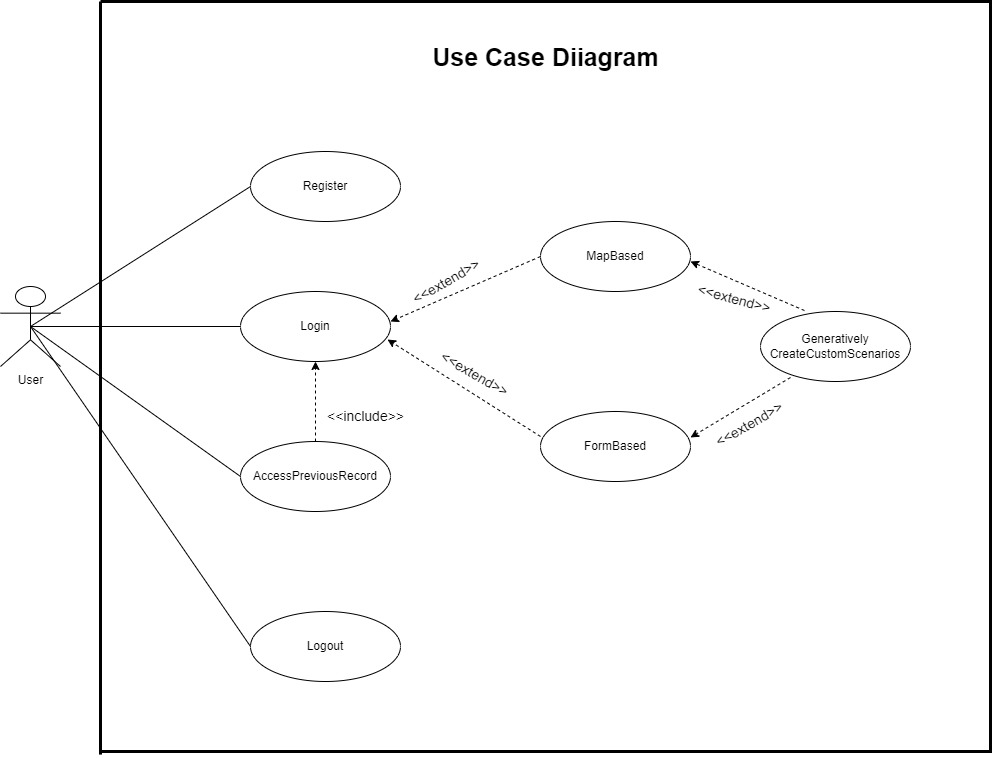 Use Case Diiagram
Register
MapBased
<<extend>>
<<extend>>
Login
Generatively
CreateCustomScenarios
User
<<extend>>
<<include>>
<<extend>>
FormBased
AccessPreviousRecord
Logout